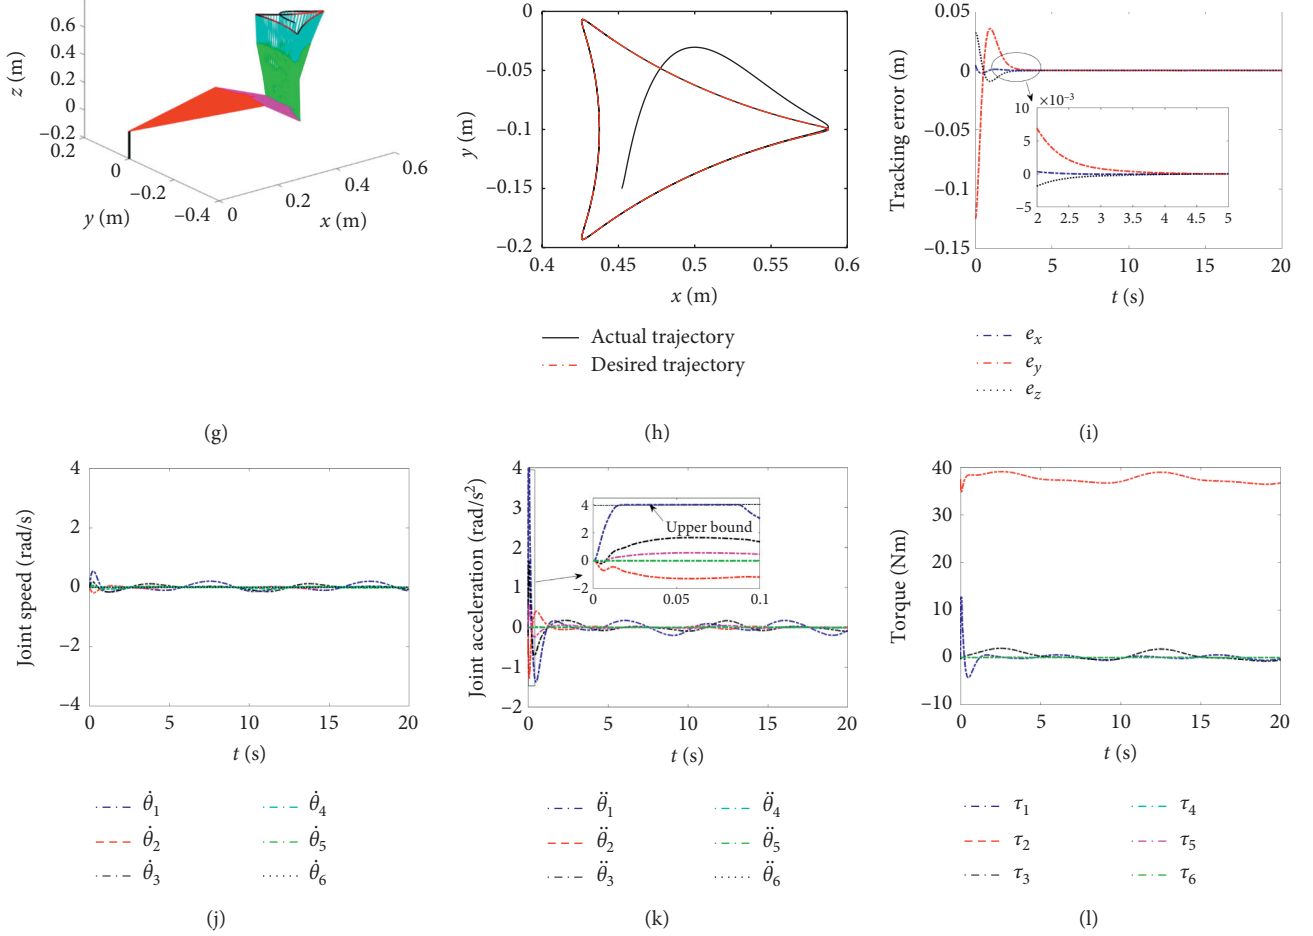 0.6
0.4
0.2
0
−0.2
z (m)
0.2
0
−0.2
−0.4
y (m)
0
0.2
0.4
0.6
x (m)
(g)
0
−0.05
−0.1
−0.15
−0.2
y (m)
0.4 0.45 0.5 0.55 0.6
x (m)
Actual trajectory
Desired trajectory
(h)
0.05
0
−0.05
−0.1
−0.15
Tracking error (m)
×10⁻³
10
5
0
−5
2 2.5 3 3.5 4 4.5 5
0 5 10 15 20
t (s)
eₓ
e_y
e_z
(i)
4
2
0
−2
−4
Joint speed (rad/s)
0 5 10 15 20
t (s)
θ̇₁ θ̇₄
θ̇₂ θ̇₅
θ̇₃ θ̇₆
(j)
4
3
2
1
0
−1
−2
Joint acceleration (rad/s²)
4
2
0
−2
Upper bound
0 0.05 0.1
0 5 10 15 20
t (s)
θ̈₁ θ̈₄
θ̈₂ θ̈₅
θ̈₃ θ̈₆
(k)
40
30
20
10
0
−10
Torque (Nm)
0 5 10 15 20
t (s)
τ₁ τ₄
τ₂ τ₅
τ₃ τ₆
(l)